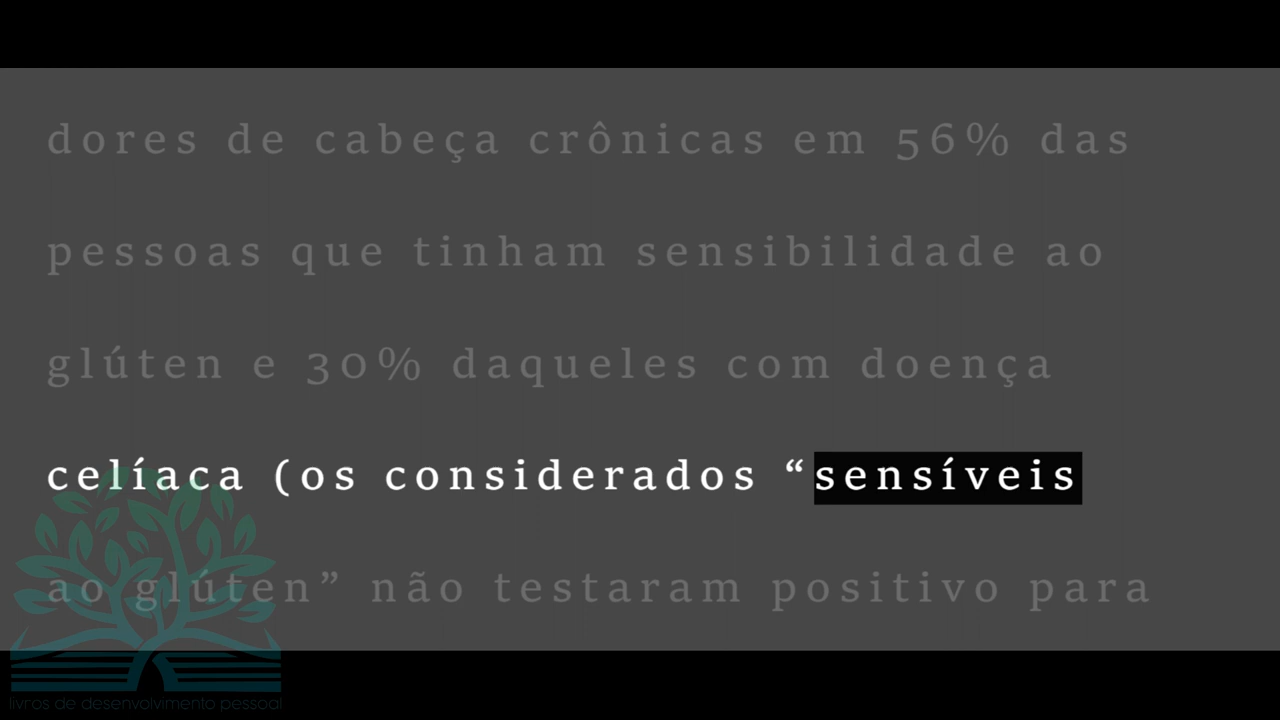 dores de cabeça crônicas em 56% das
pessoas que tinham sensibilidade ao
glúten e 30% daqueles com doença
celíaca (os considerados “sensíveis
ao glúten” não testaram positivo para
livros de desenvolvimento pessoal